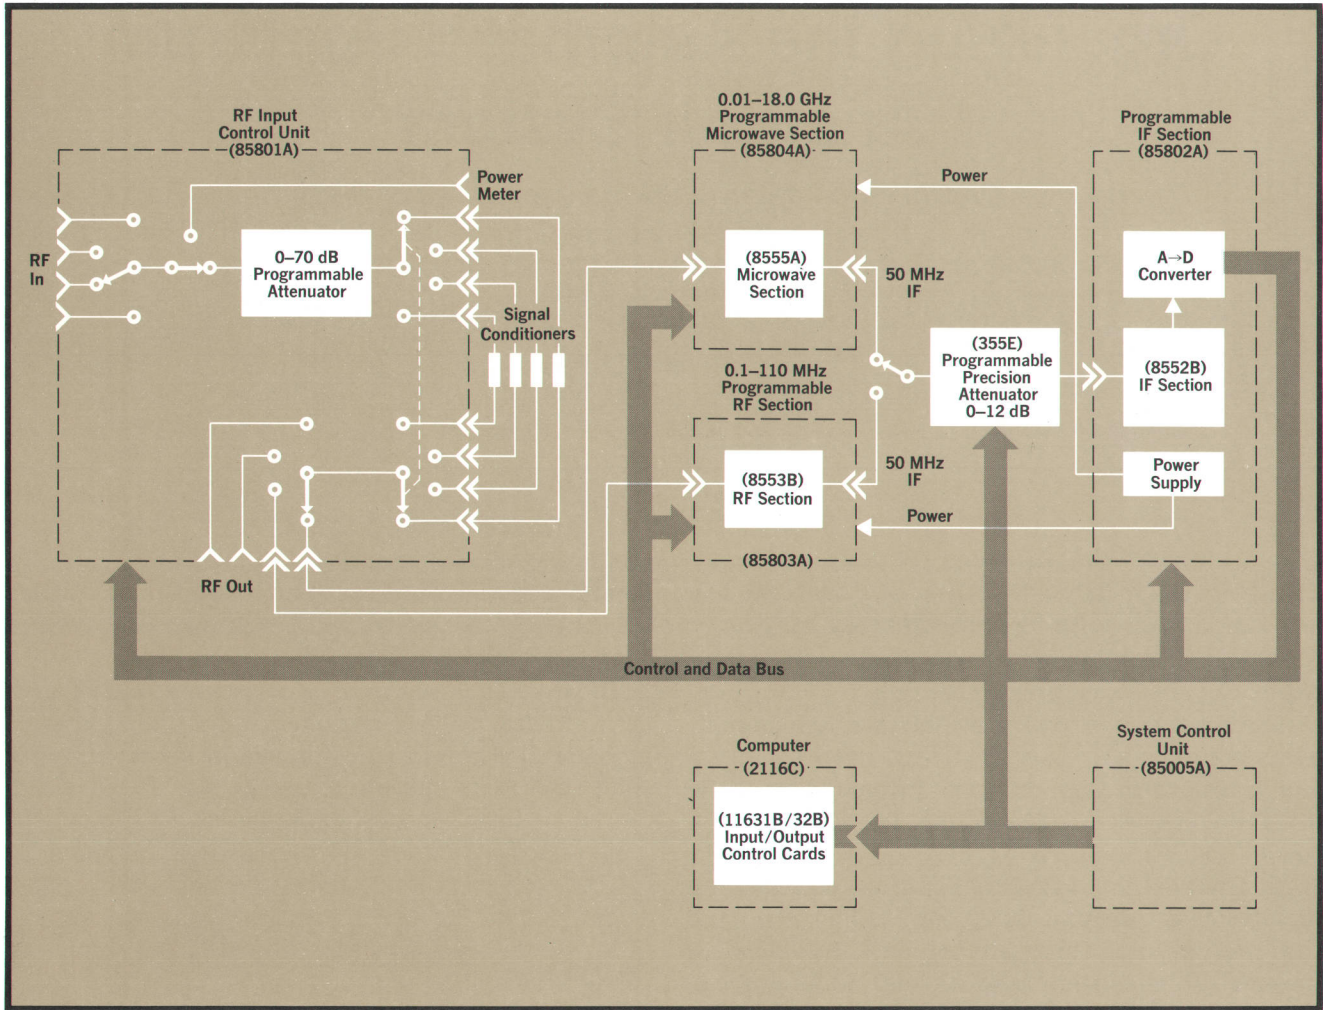 RF Input
Control Unit
(85801A)
Power
Meter
RF
In
0–70 dB
Programmable
Attenuator
Signal
Conditioners
RF Out
0.01–18.0 GHz
Programmable
Microwave Section
(85804A)
(8555A)
Microwave
Section
50 MHz
IF
Power
0.1–110 MHz
Programmable
RF Section
(8553B)
RF Section
(85803A)
50 MHz
IF
Power
(355E)
Programmable
Precision
Attenuator
0–12 dB
Programmable
IF Section
(85802A)
A→D
Converter
(8552B)
IF Section
Power
Supply
Control and Data Bus
Computer
(2116C)
(11631B/32B)
Input/Output
Control Cards
System Control
Unit
(85005A)